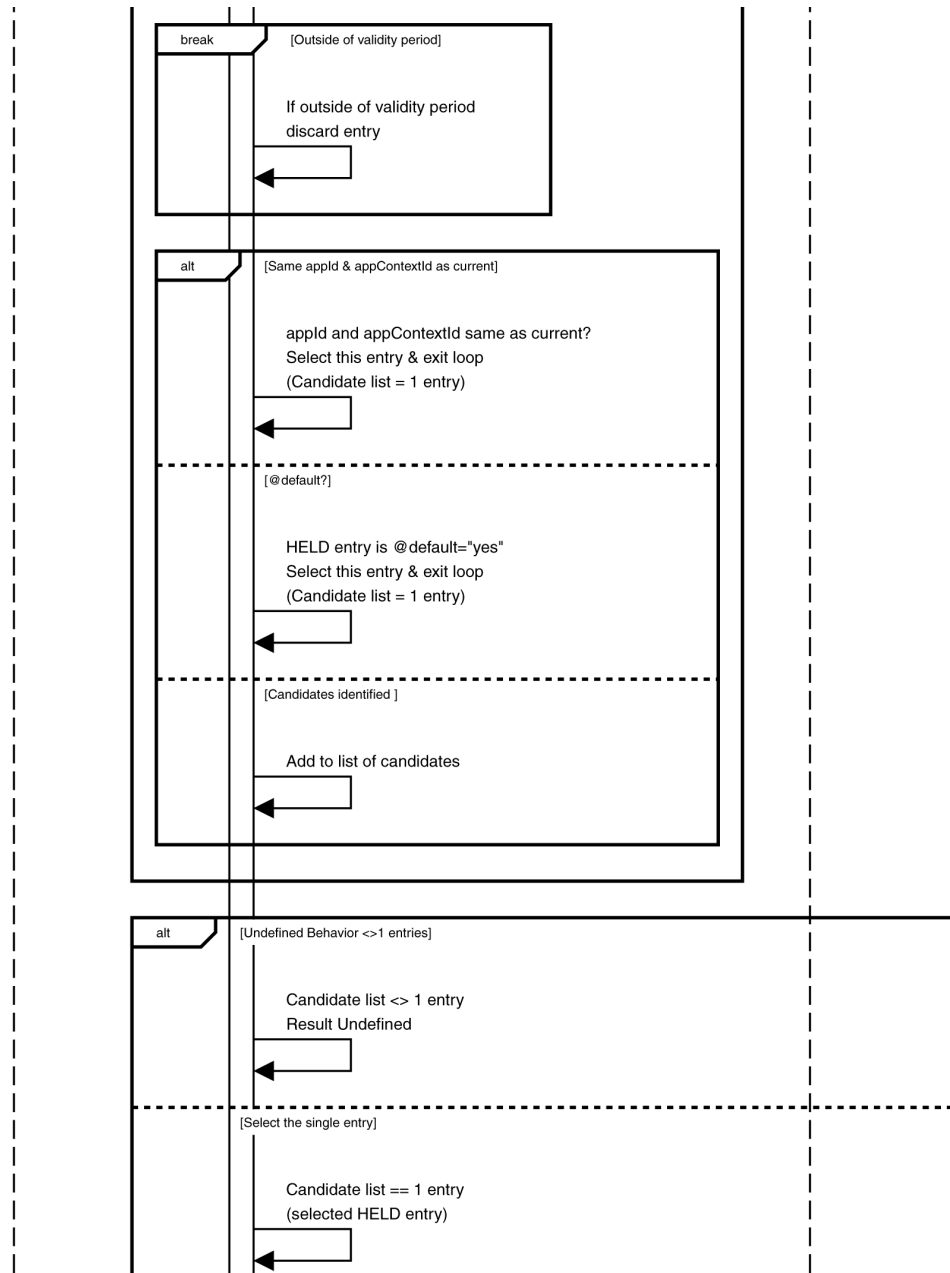 break
[Outside of validity period]
If outside of validity period
discard entry
alt
[Same appId & appContextId as current]
appId and appContextId same as current?
Select this entry & exit loop
(Candidate list = 1 entry)
[@default?]
HELD entry is @default="yes"
Select this entry & exit loop
(Candidate list = 1 entry)
[Candidates identified ]
Add to list of candidates
alt
[Undefined Behavior <>1 entries]
Candidate list <> 1 entry
Result Undefined
[Select the single entry]
Candidate list == 1 entry
(selected HELD entry)